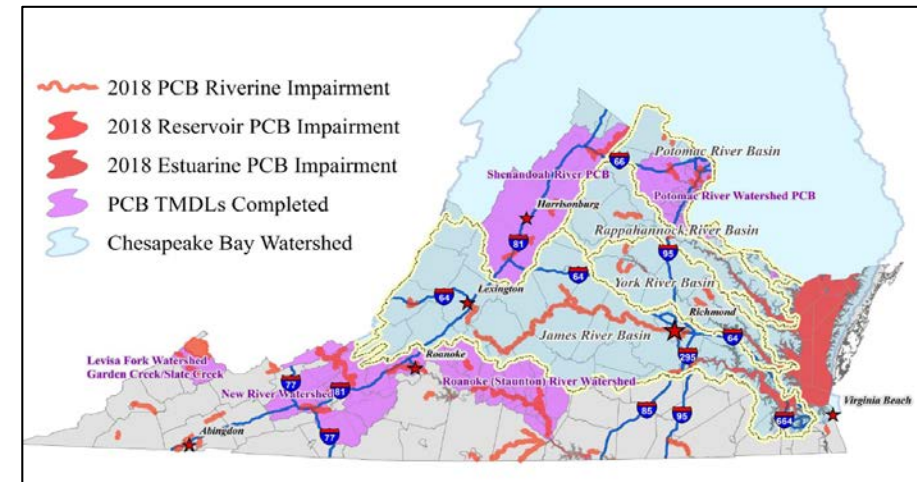 2018 PCB Riverine Impairment
2018 Reservoir PCB Impairment
2018 Estuarine PCB Impairment
PCB TMDLs Completed
Chesapeake Bay Watershed
Potomac River Basin
66
Shenandoah River PCB
Potomac River Watershed PCB
Harrisonburg
Rappahannock River Basin
81
95
64
Lexington
York River Basin
64
Richmond
James River Basin
64
295
Levisa Fork Watershed
Garden Creek/Slate Creek
Roanoke
77
81
New River Watershed
Roanoke (Staunton) River Watershed
Virginia Beach
85
95
664
Abingdon
77